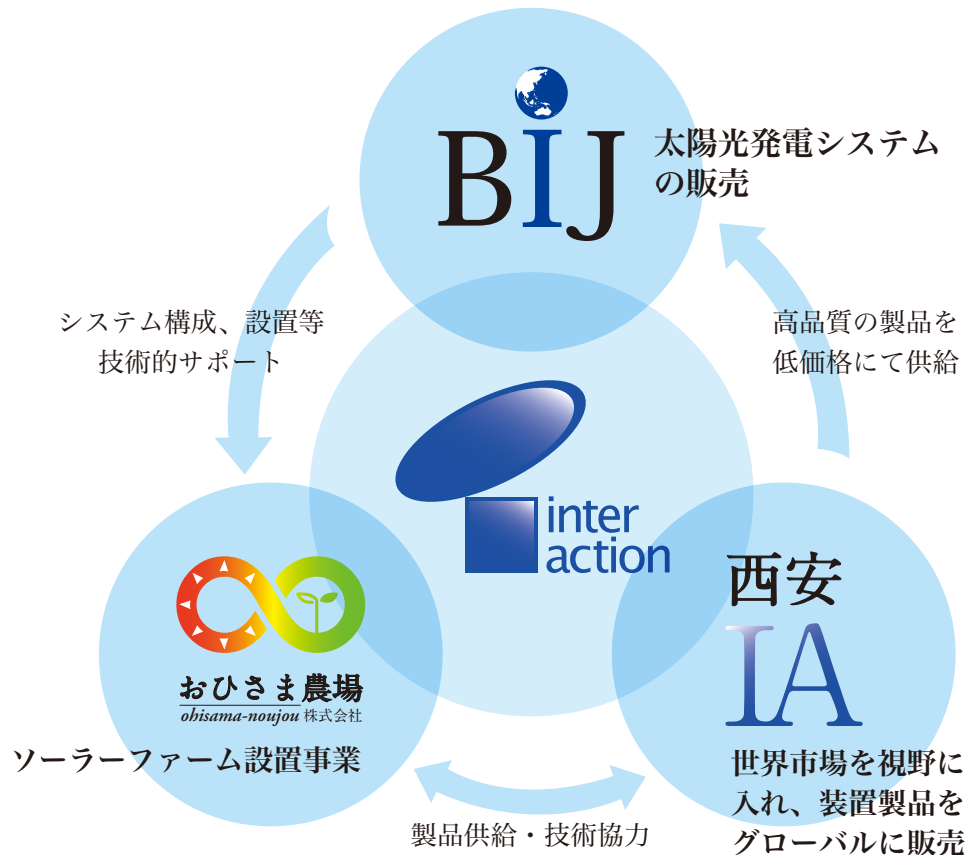 BIJ
太陽光発電システム
の販売
システム構成、設置等
技術的サポート
高品質の製品を
低価格にて供給
inter
action
西安
IA
おひさま農場
ohisama-noujou 株式会社
ソーラーファーム設置事業
世界市場を視野に
入れ、装置製品を
グローバルに販売
製品供給・技術協力